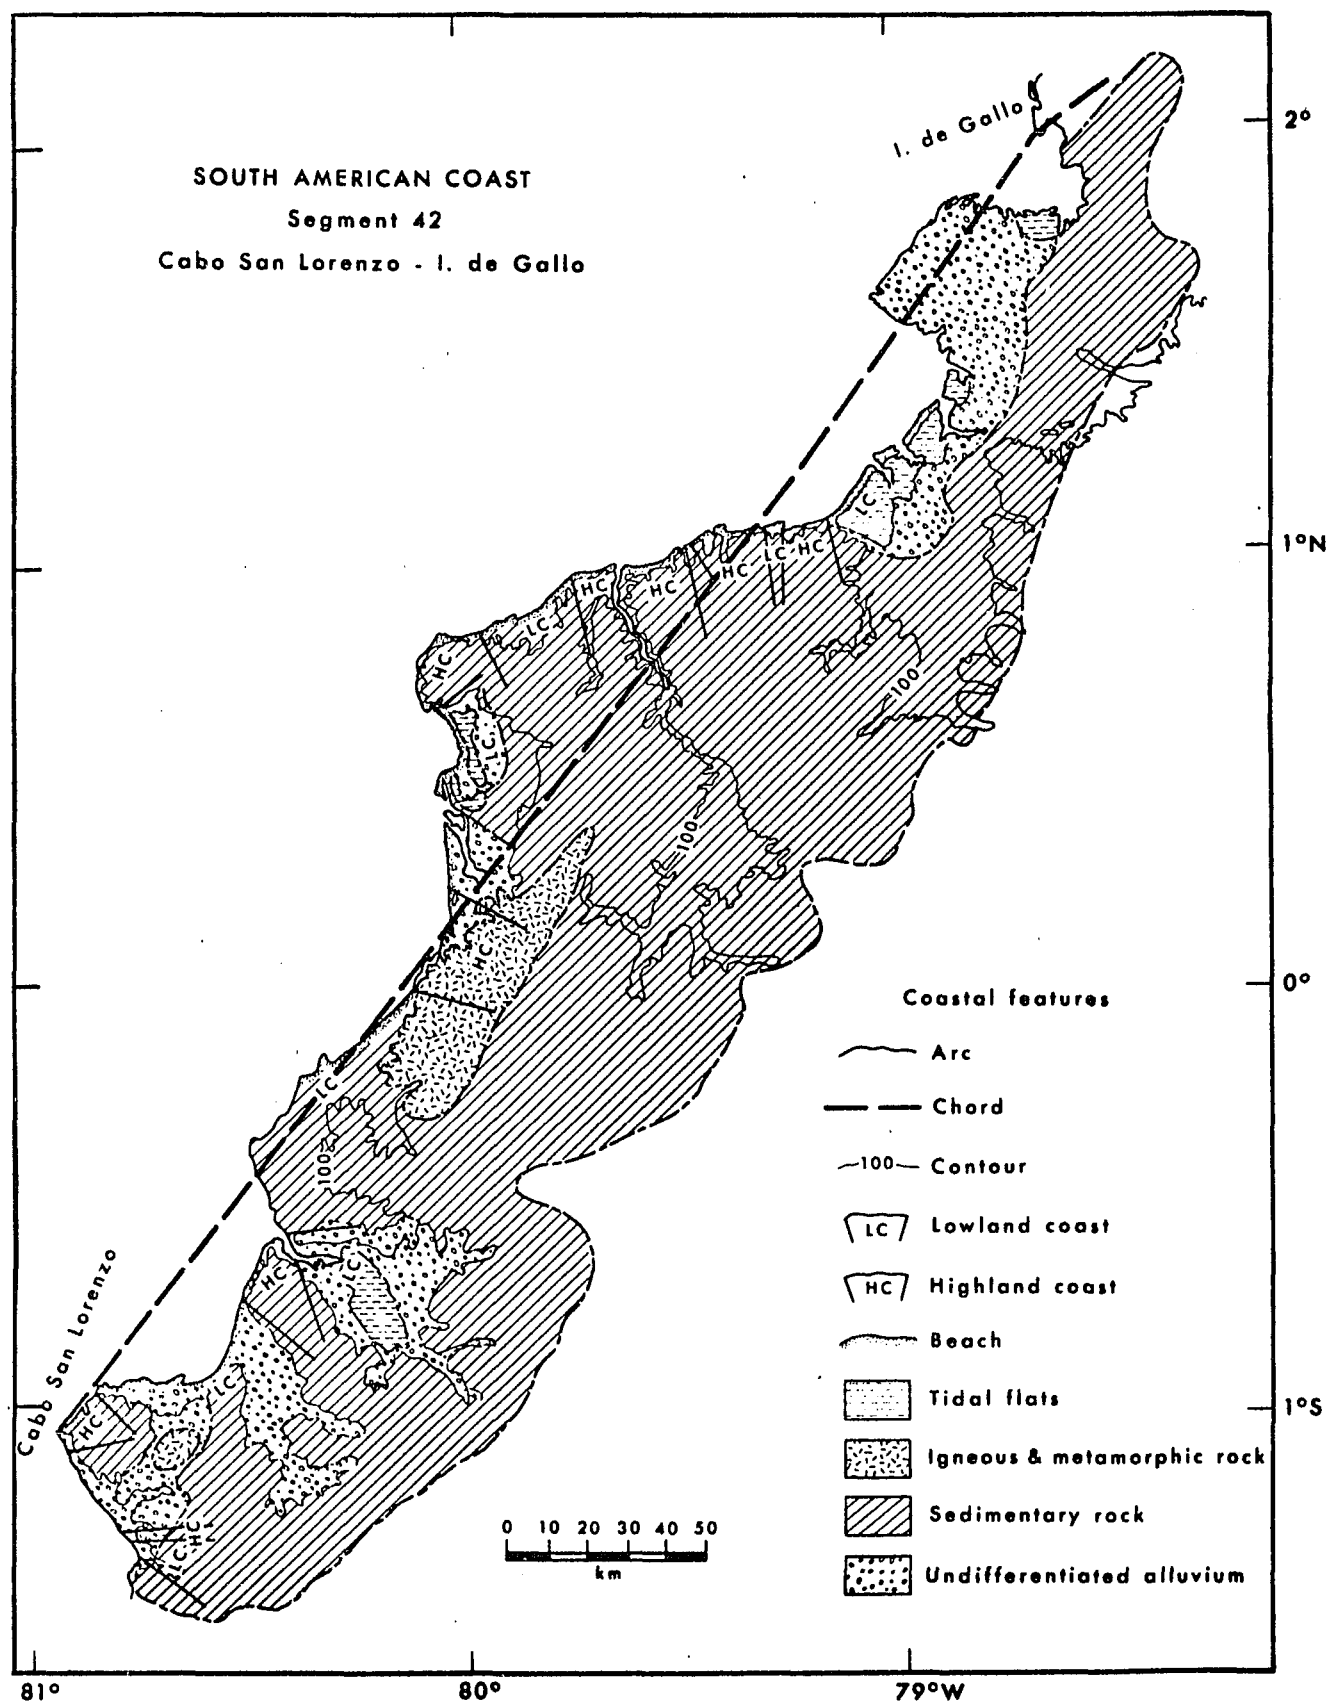 SOUTH AMERICAN COAST
Segment 42
Cabo San Lorenzo - I. de Gallo
I. de Gallo
2°
LC
1°N
HC
LC
HC
HC
HC
LC
HC
100
LC
100
HC
0°
LC
100
Cabo San Lorenzo
LC
HC
LC
HC
1°S
HC
LC
Coastal features
Arc
Chord
100 Contour
LC Lowland coast
HC Highland coast
Beach
Tidal flats
Igneous & metamorphic rock
Sedimentary rock
Undifferentiated alluvium
0 10 20 30 40 50
km
81° 80° 79°W